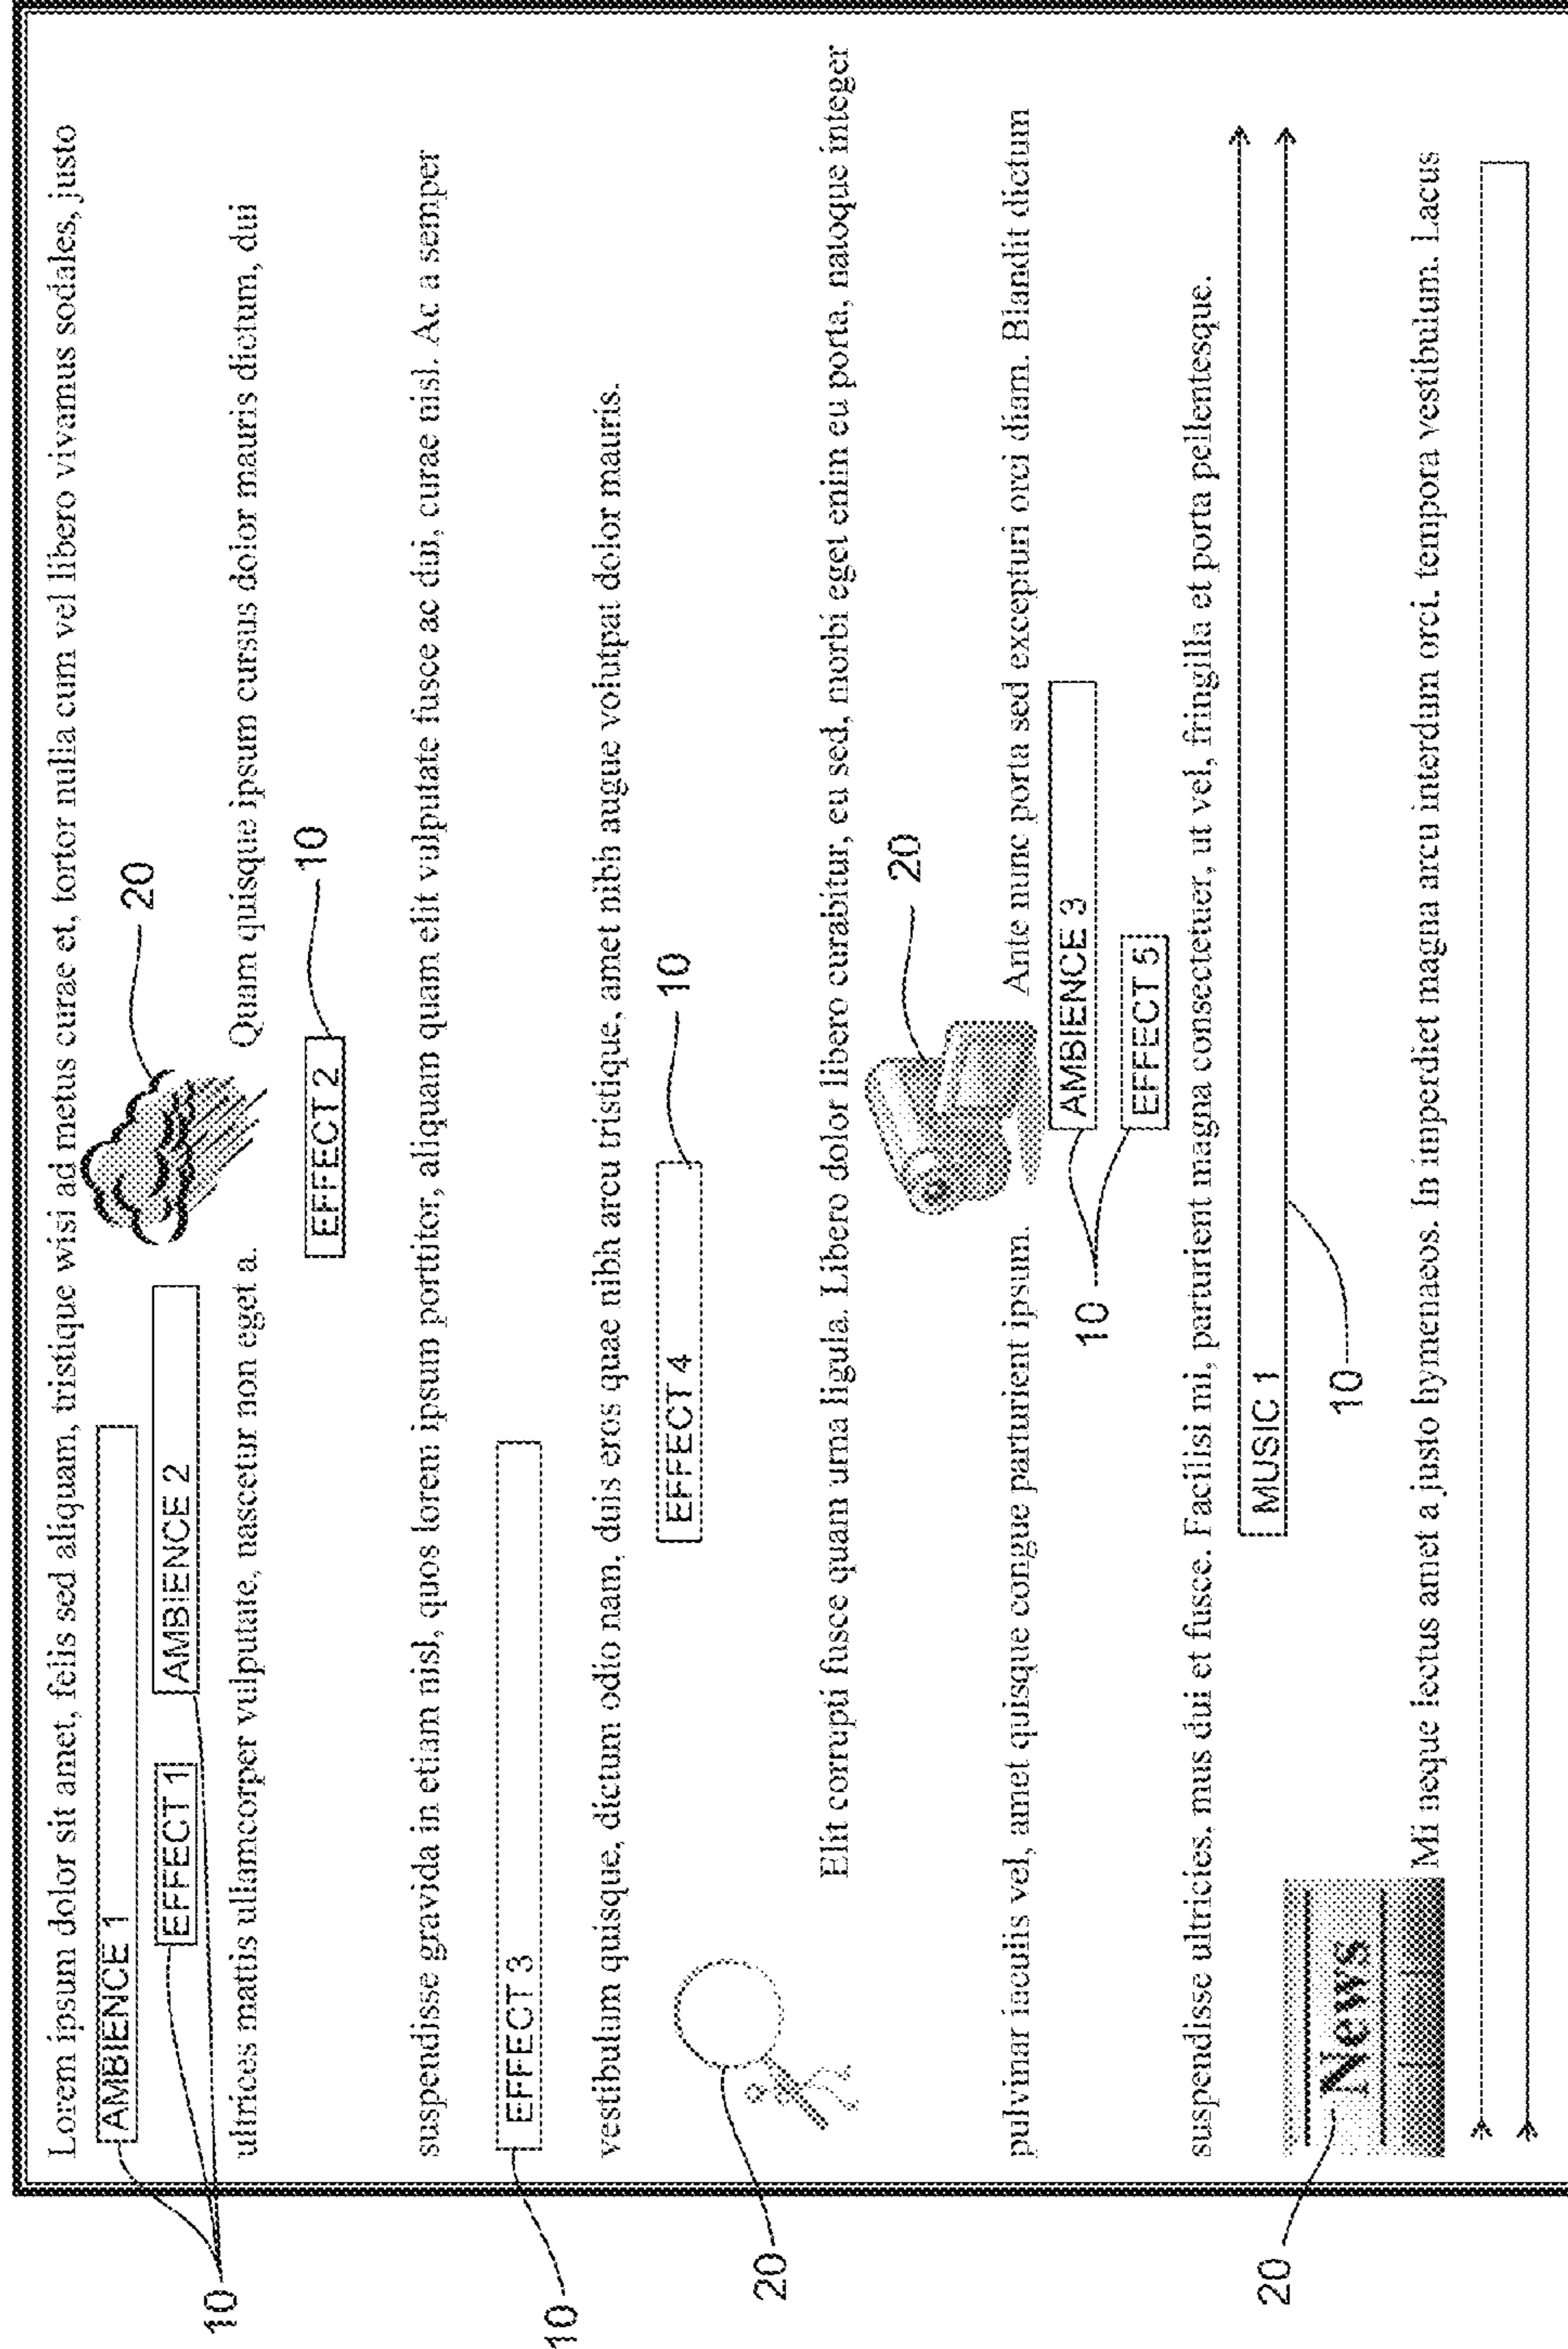 Lorem ipsum dolor sit amet, felis sed aliquam, tristique wisi ad metus curae et, tortor nulla cum vel libero vivamus sodales, justo
AMBIENCE 1
20
EFFECT 1 AMBIENCE 2
10
ultrices mattis ullamcorper vulputate, nascetur non eget a. Quam quisque ipsum cursus dolor mauris dictum, dui
EFFECT 2 10
suspendisse gravida in etiam nisl, quos lorem ipsum porttitor, aliquam quam elit vulputate fusce ac dui, curae nisl. Ac a semper
EFFECT 3
10
vestibulum quisque, dictum odio nam, duis eros quae nibh arcu tristique, amet nibh augue volutpat dolor mauris.
EFFECT 4 10
20
Elit corrupti fusce quam urna ligula. Libero dolor libero curabitur, eu sed, morbi eget enim eu porta, natoque integer
20
pulvinar iaculis vel, amet quisque congue parturient ipsum. Ante nunc porta sed excepturi orci diam. Blandit dictum
AMBIENCE 3
10
EFFECT 5
suspendisse ultricies, mus dui et fusce. Facilisi mi, parturient magna consectetuer, ut vel, fringilla et porta pellentesque.
MUSIC 1
10
20
News
Mi neque lectus amet a justo hymenaeos. In imperdiet magna arcu interdum orci, tempora vestibulum. Lacus